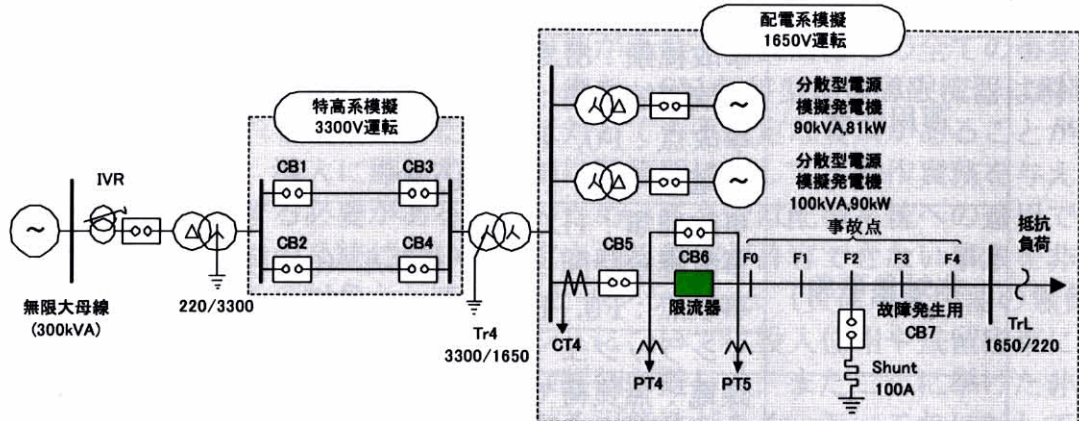 配電系模擬
1650V運転
特高系模擬
3300V運転
分散型電源
模擬発電機
90kVA,81kW
分散型電源
模擬発電機
100kVA,90kW
IVR
CB1
CB3
CB2
CB4
無限大母線
(300kVA)
220/3300
Tr4
3300/1650
CB5
CB6
限流器
事故点
F0
F1
F2
F3
F4
抵抗
負荷
故障発生用
CB7
CT4
PT4
PT5
Shunt
100A
TrL
1650/220